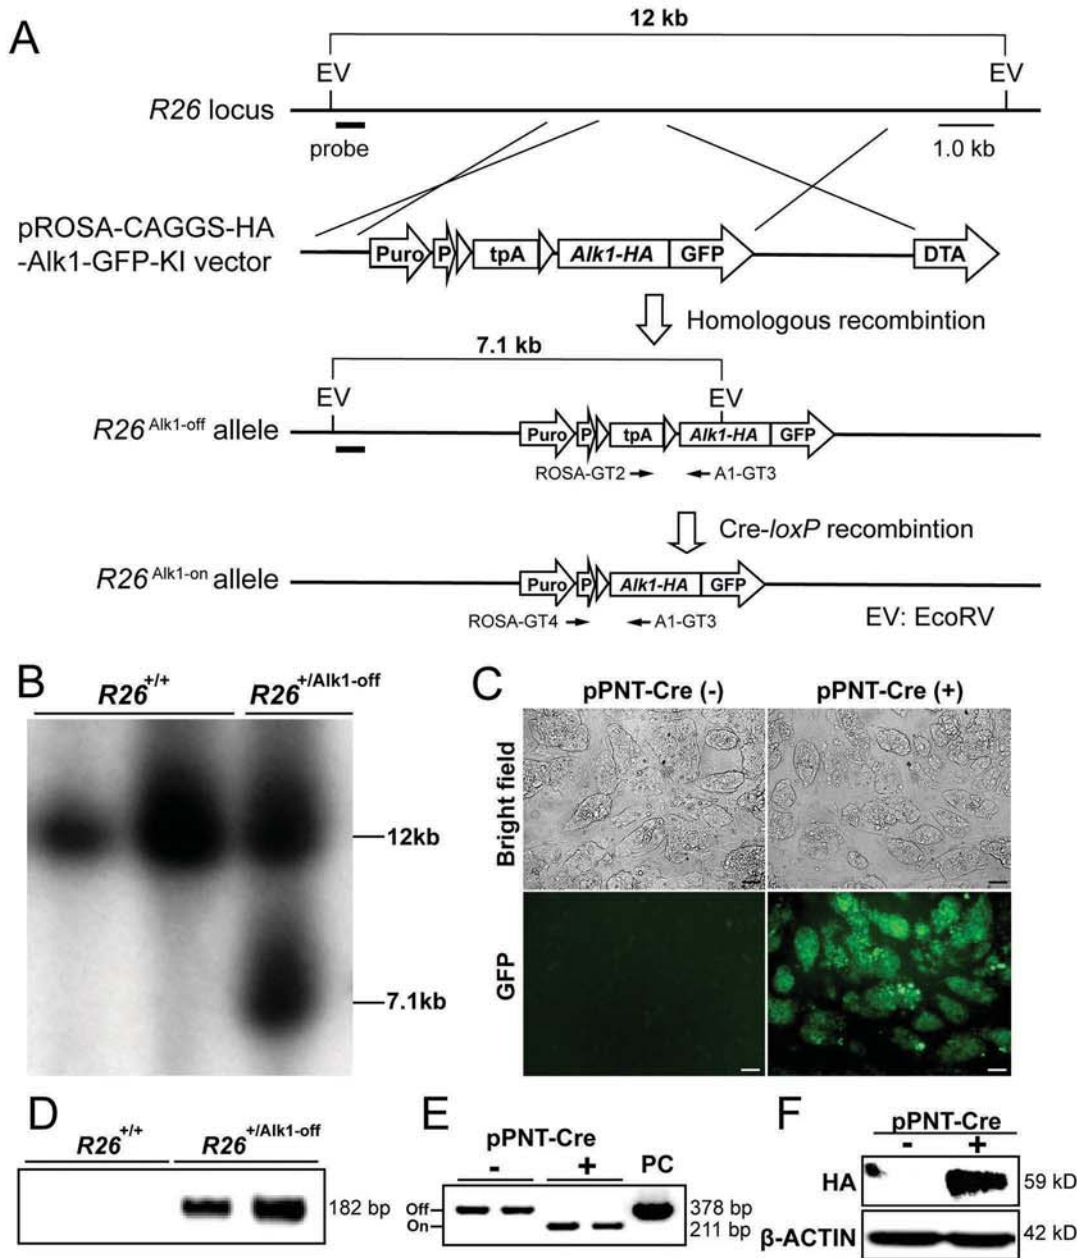 A
12 kb
EV EV
R26 locus
probe 1.0 kb
pROSA-CAGGS-HA
-Alk1-GFP-KI vector
Puro P tpA Alk1-HA GFP DTA
Homologous recombintion
7.1 kb
EV EV
R26 Alk1-off allele
Puro P tpA Alk1-HA GFP
ROSA-GT2 A1-GT3
Cre-loxP recombintion
R26 Alk1-on allele
Puro P Alk1-HA GFP
ROSA-GT4 A1-GT3
EV: EcoRV
B
R26 +/+ R26 +/Alk1-off
12kb
7.1kb
C
pPNT-Cre (-) pPNT-Cre (+)
Bright field
GFP
D
R26 +/+ R26 +/Alk1-off
182 bp
E
pPNT-Cre
- + PC
Off 378 bp
On 211 bp
F
pPNT-Cre
- +
HA 59 kD
β-ACTIN 42 kD